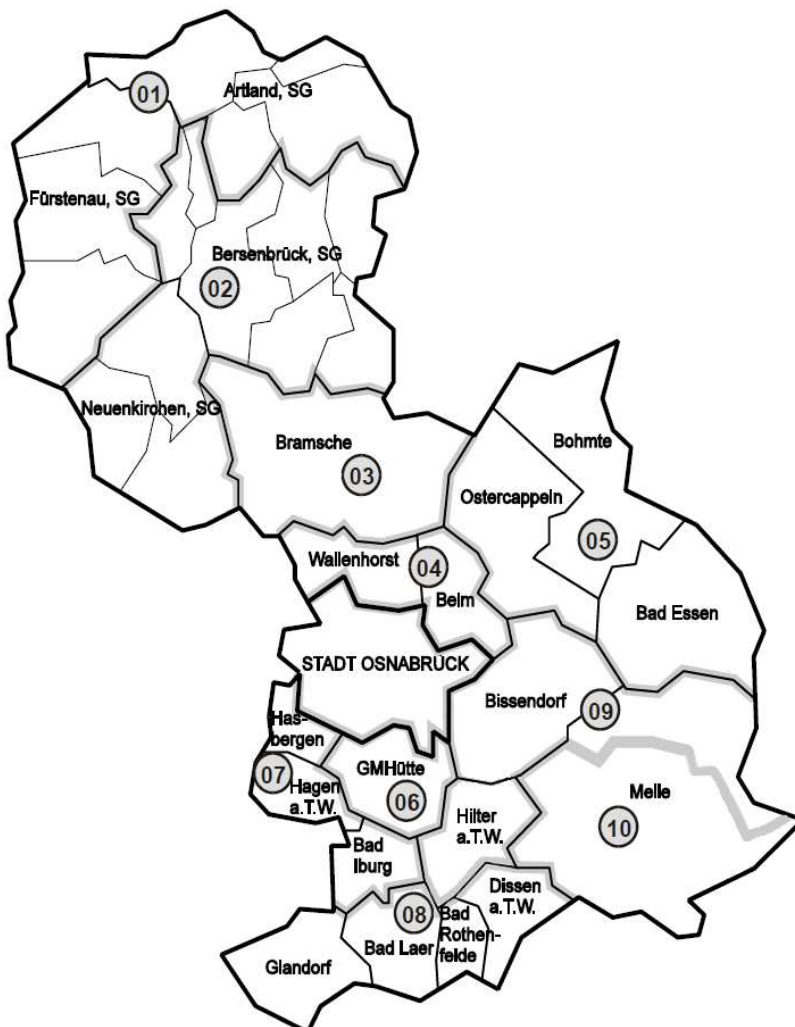 01
Artland, SG
Fürstenau, SG
Bersenbrück, SG
02
Neuenkirchen, SG
Bramsche
03
Bohmte
Ostercappeln
05
Wallenhorst
04
Belm
Bad Essen
STADT OSNABRÜCK
Bissendorf
09
Has-
bergen
07
Hagen
a.T.W.
GMHütte
06
Melle
10
Hilter
a.T.W.
Bad
Iburg
Dissen
a.T.W.
08
Bad Laer
Bad
Rothen-
felde
Glandorf